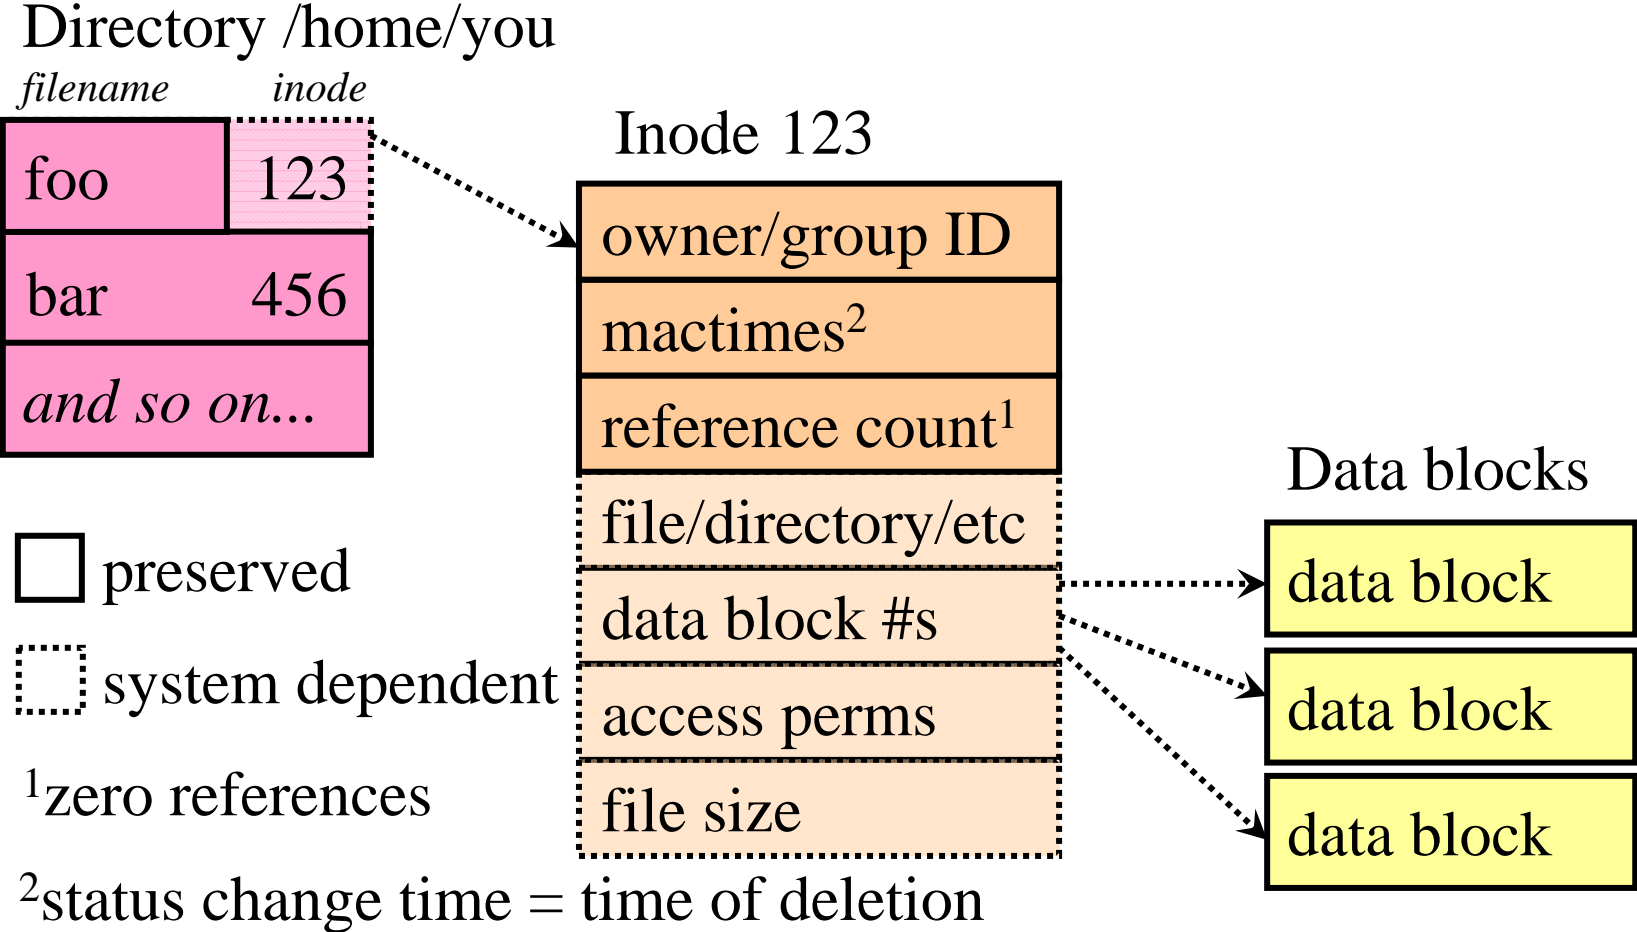 Directory /home/you
filename inode
foo 123
bar 456
and so on...
preserved
system dependent
¹zero references
²status change time = time of deletion
Inode 123
owner/group ID
mactimes²
reference count¹
file/directory/etc
data block #s
access perms
file size
Data blocks
data block
data block
data block